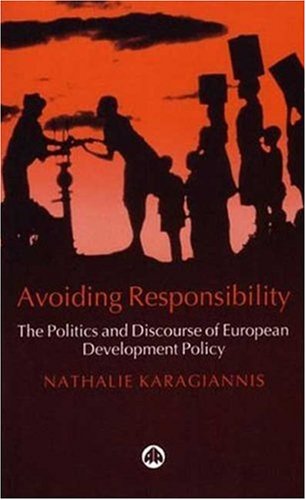 Avoiding Responsibility
The Politics and Discourse of European
Development Policy
NATHALIE KARAGIANNIS